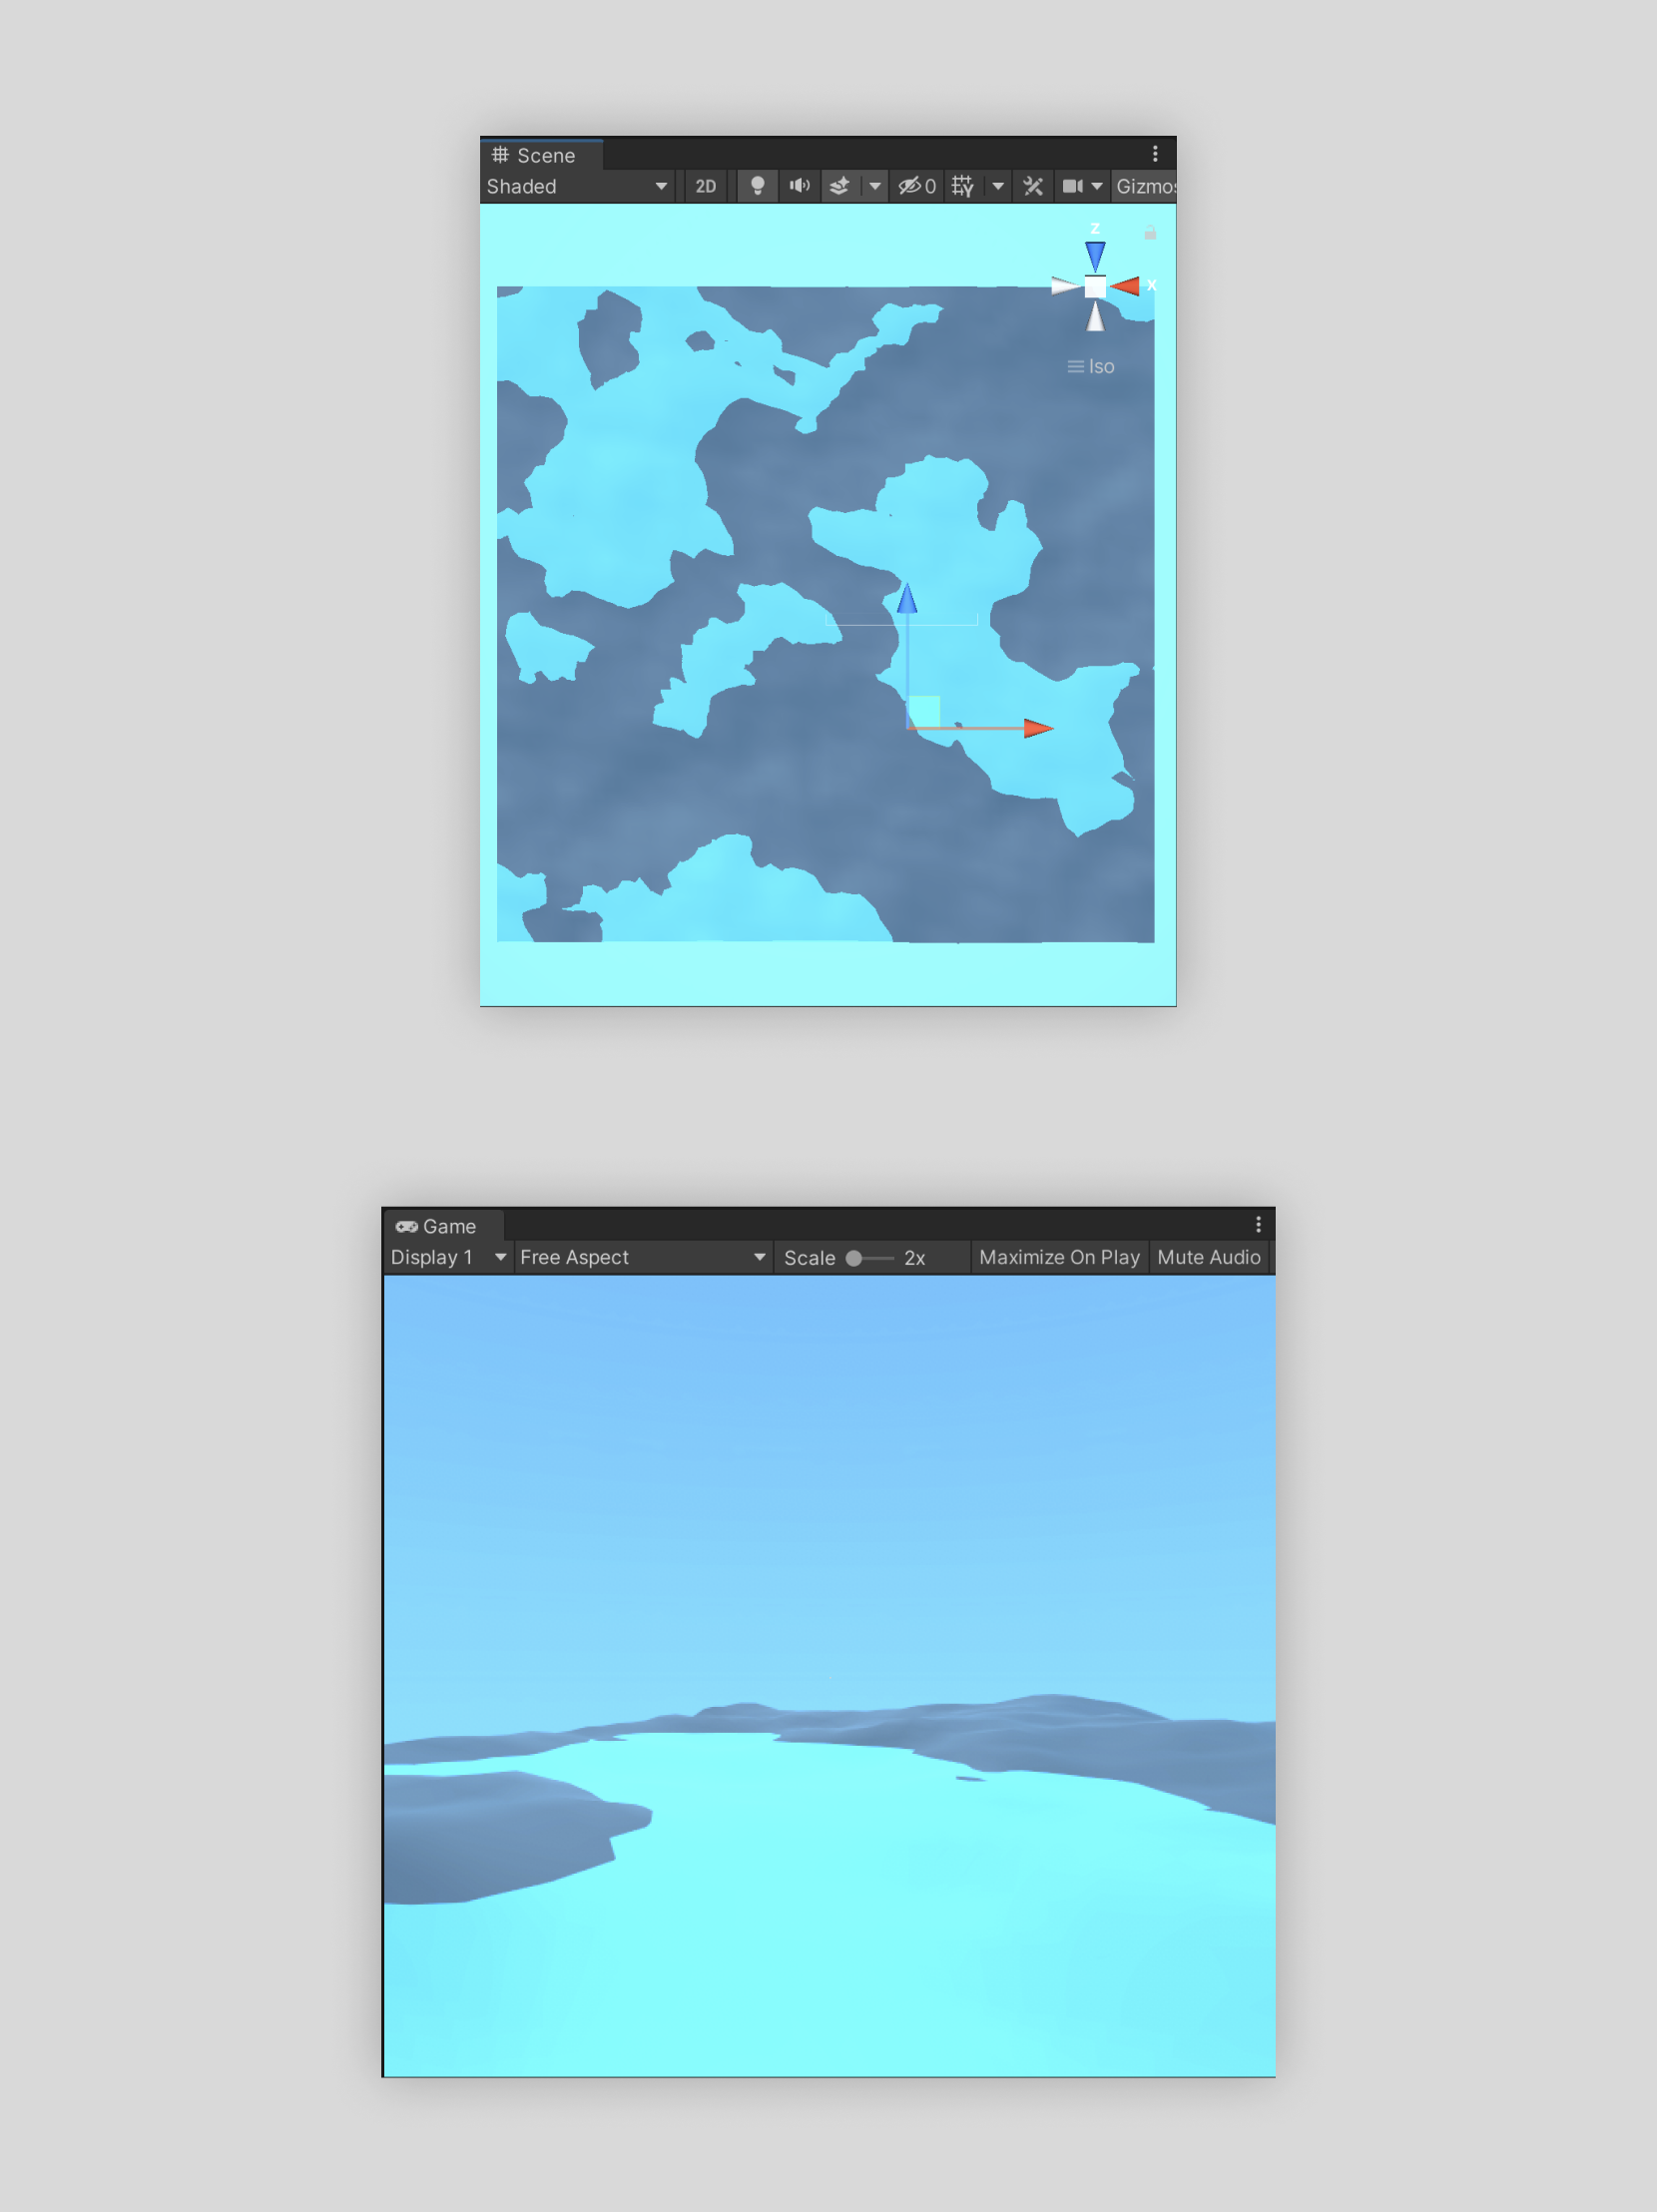 Scene
Shaded 2D 0 Gizmos
z
x
Iso
Game
Display 1 Free Aspect Scale 2x Maximize On Play Mute Audio